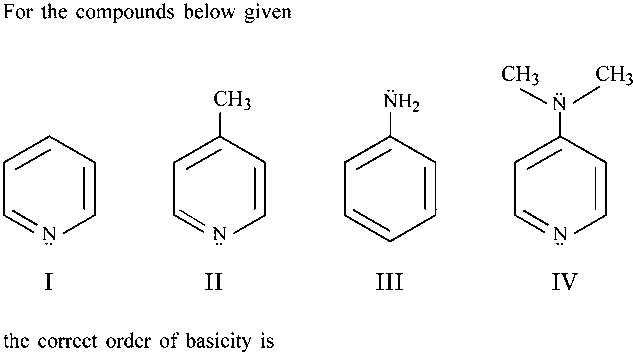 For the compounds below given
CH3 CH3
CH3 N̈H2 N̈
N̤ N̤ N̤
I II III IV
the correct order of basicity is